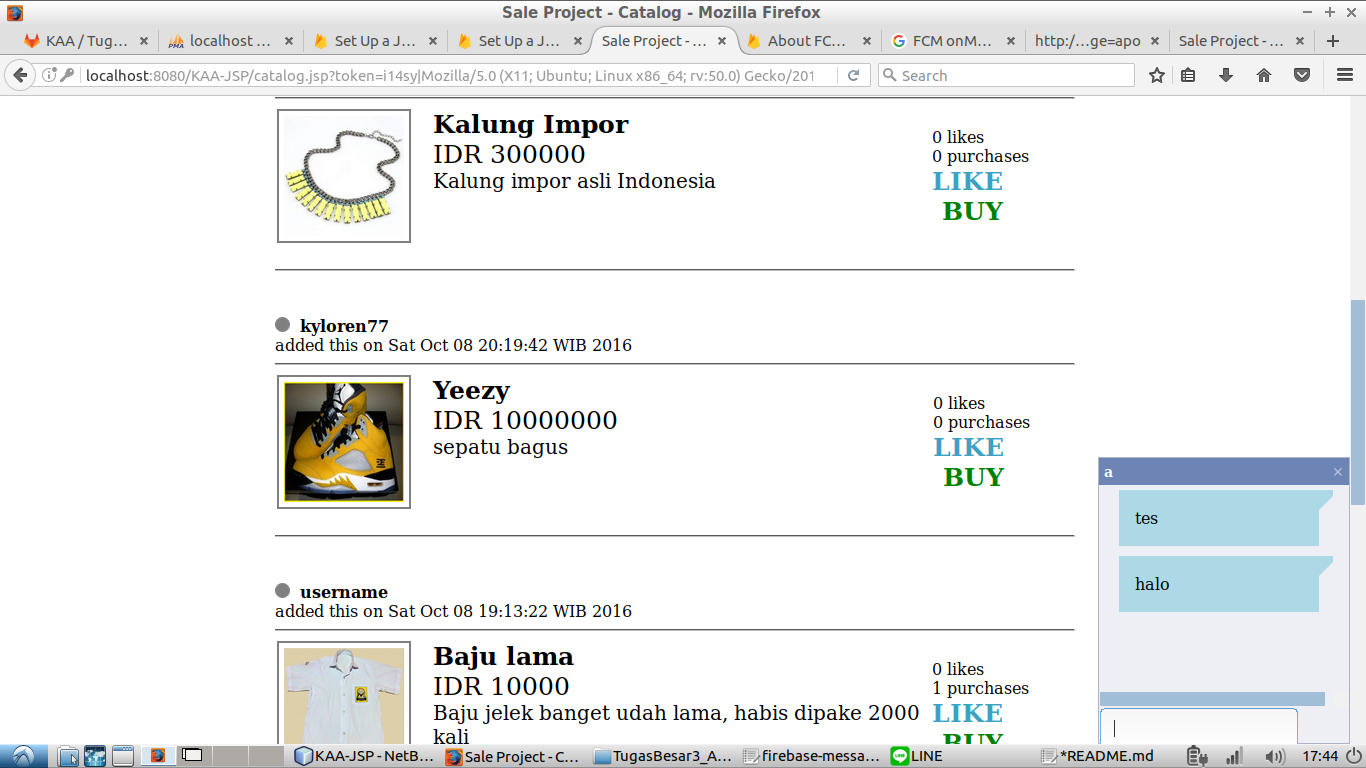 Sale Project - Catalog - Mozilla Firefox
KAA / Tug...
localhost ...
Set Up a J...
Set Up a J...
Sale Project - ...
About FC...
FCM onM...
http:/...ge=apo
Sale Project - ...
localhost:8080/KAA-JSP/catalog.jsp?token=i14sy|Mozilla/5.0 (X11; Ubuntu; Linux x86_64; rv:50.0) Gecko/201
Search
Kalung Impor
IDR 300000
Kalung impor asli Indonesia
0 likes
0 purchases
LIKE
BUY
kyloren77
added this on Sat Oct 08 20:19:42 WIB 2016
Yeezy
IDR 10000000
sepatu bagus
0 likes
0 purchases
LIKE
BUY
username
added this on Sat Oct 08 19:13:22 WIB 2016
Baju lama
IDR 10000
Baju jelek banget udah lama, habis dipake 2000
kali
0 likes
1 purchases
LIKE
BUY
a
×
tes
halo
KAA-JSP - NetB...
Sale Project - C...
TugasBesar3_A...
firebase-messa...
LINE
*README.md
17:44